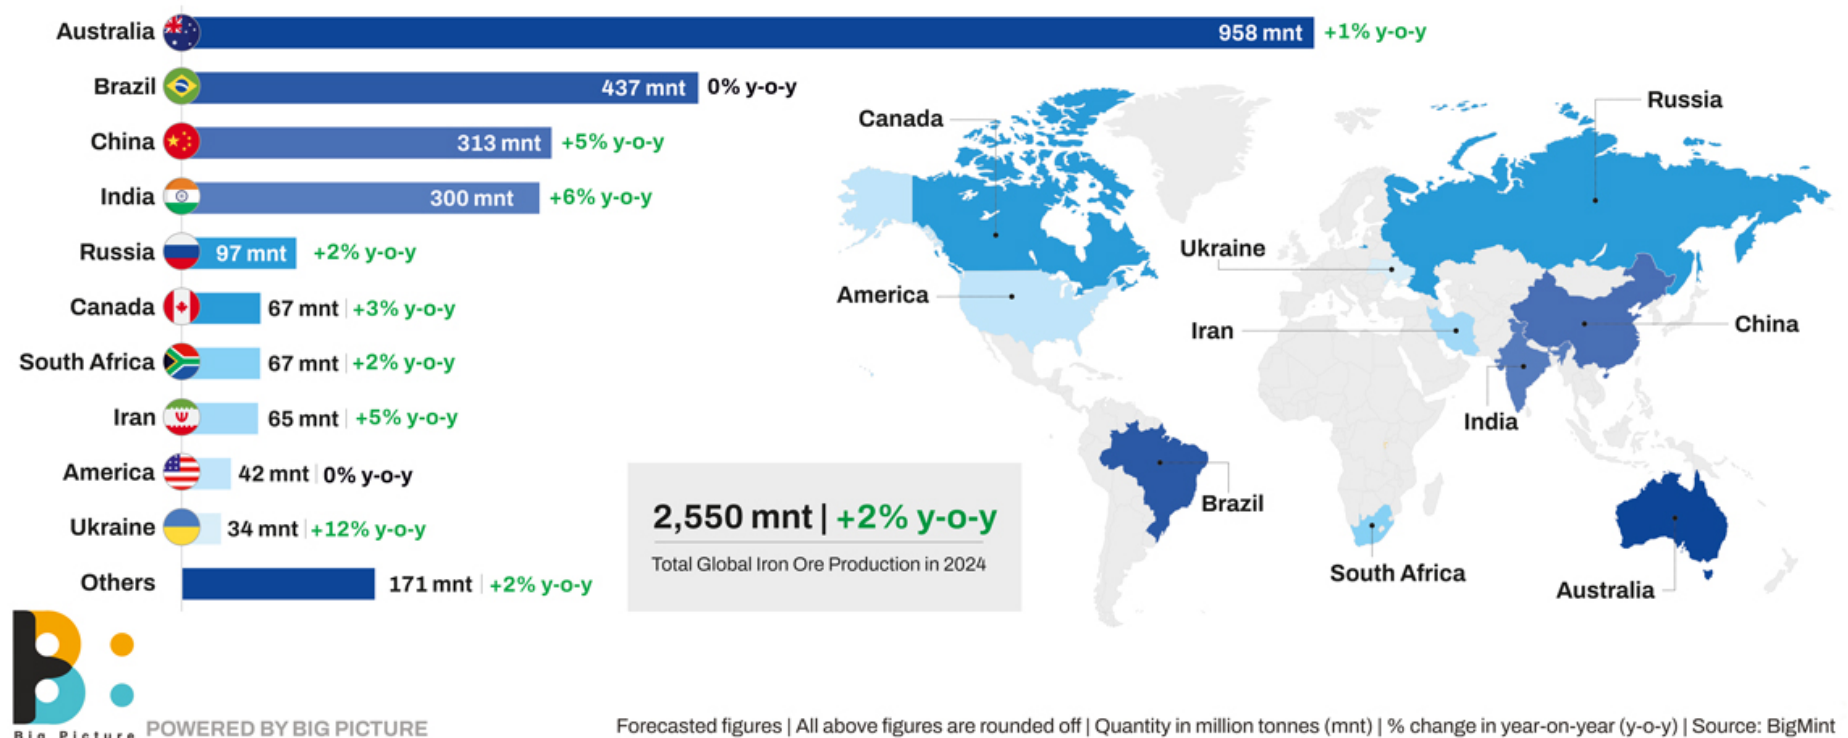 Australia 958 mnt +1% y-o-y
Brazil 437 mnt 0% y-o-y
China 313 mnt +5% y-o-y
India 300 mnt +6% y-o-y
Russia 97 mnt +2% y-o-y
Canada 67 mnt | +3% y-o-y
South Africa 67 mnt | +2% y-o-y
Iran 65 mnt | +5% y-o-y
America 42 mnt | 0% y-o-y
Ukraine 34 mnt | +12% y-o-y
Others 171 mnt | +2% y-o-y
Canada
Russia
Ukraine
America
Iran
China
India
Brazil
South Africa
Australia
2,550 mnt | +2% y-o-y
Total Global Iron Ore Production in 2024
Big Picture
POWERED BY BIG PICTURE
Forecasted figures | All above figures are rounded off | Quantity in million tonnes (mnt) | % change in year-on-year (y-o-y) | Source: BigMint